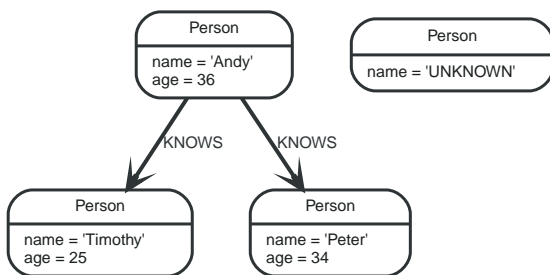 Person
name = 'Andy'
age = 36
Person
name = 'UNKNOWN'
KNOWS
KNOWS
Person
name = 'Timothy'
age = 25
Person
name = 'Peter'
age = 34